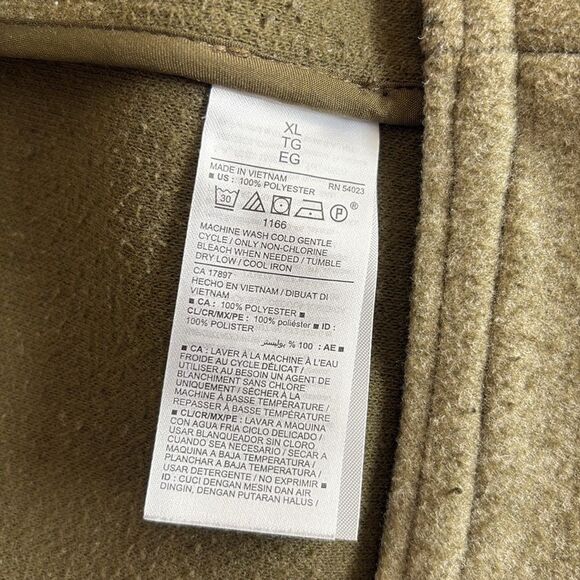 XL
TG
EG
MADE IN VIETNAM RN 54023
■ US : 100% POLYESTER
30 P ®
1166
MACHINE WASH COLD GENTLE
CYCLE / ONLY NON-CHLORINE
BLEACH WHEN NEEDED / TUMBLE
DRY LOW / COOL IRON
CA 17897
HECHO EN VIETNAM / DIBUAT DI
VIETNAM
■ CA : 100% POLYESTER ■
CL/CR/MX/PE : 100% poliéster ■ ID :
100% POLISTER
■ AE : 100 % بوليستر
■ CA : LAVER À LA MACHINE À L'EAU
FROIDE AU CYCLE DÉLICAT /
UTILISER AU BESOIN UN AGENT DE
BLANCHIMENT SANS CHLORE
UNIQUEMENT / SÉCHER À LA
MACHINE À BASSE TEMPÉRATURE /
REPASSER À BASSE TEMPÉRATURE
■ CL/CR/MX/PE : LAVAR A MAQUINA
CON AGUA FRIA CICLO DELICADO /
USAR BLANQUEADOR SIN CLORO
CUANDO SEA NECESARIO / SECAR A
MAQUINA A BAJA TEMPERATURA /
PLANCHAR A BAJA TEMPERATURA /
USAR DETERGENTE / NO EXPRIMIR ■
ID : CUCI DENGAN MESIN DAN AIR
DINGIN, DENGAN PUTARAN HALUS /